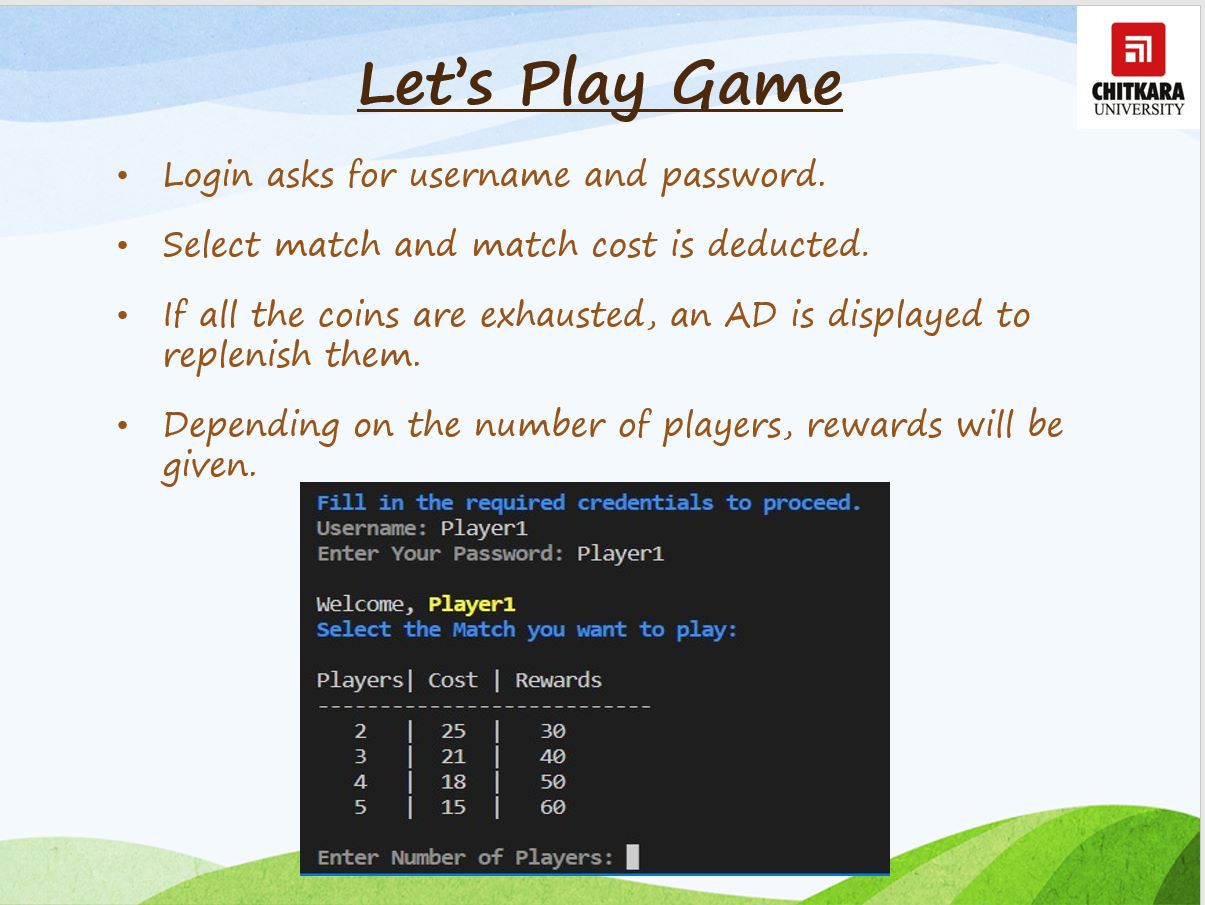 Let's Play Game
CHITKARA
UNIVERSITY
• Login asks for username and password.
• Select match and match cost is deducted.
• If all the coins are exhausted, an AD is displayed to
replenish them.
• Depending on the number of players, rewards will be
given.
Fill in the required credentials to proceed.
Username: Player1
Enter Your Password: Player1
Welcome, Player1
Select the Match you want to play:
Players| Cost | Rewards
---------------------------
2 | 25 | 30
3 | 21 | 40
4 | 18 | 50
5 | 15 | 60
Enter Number of Players: